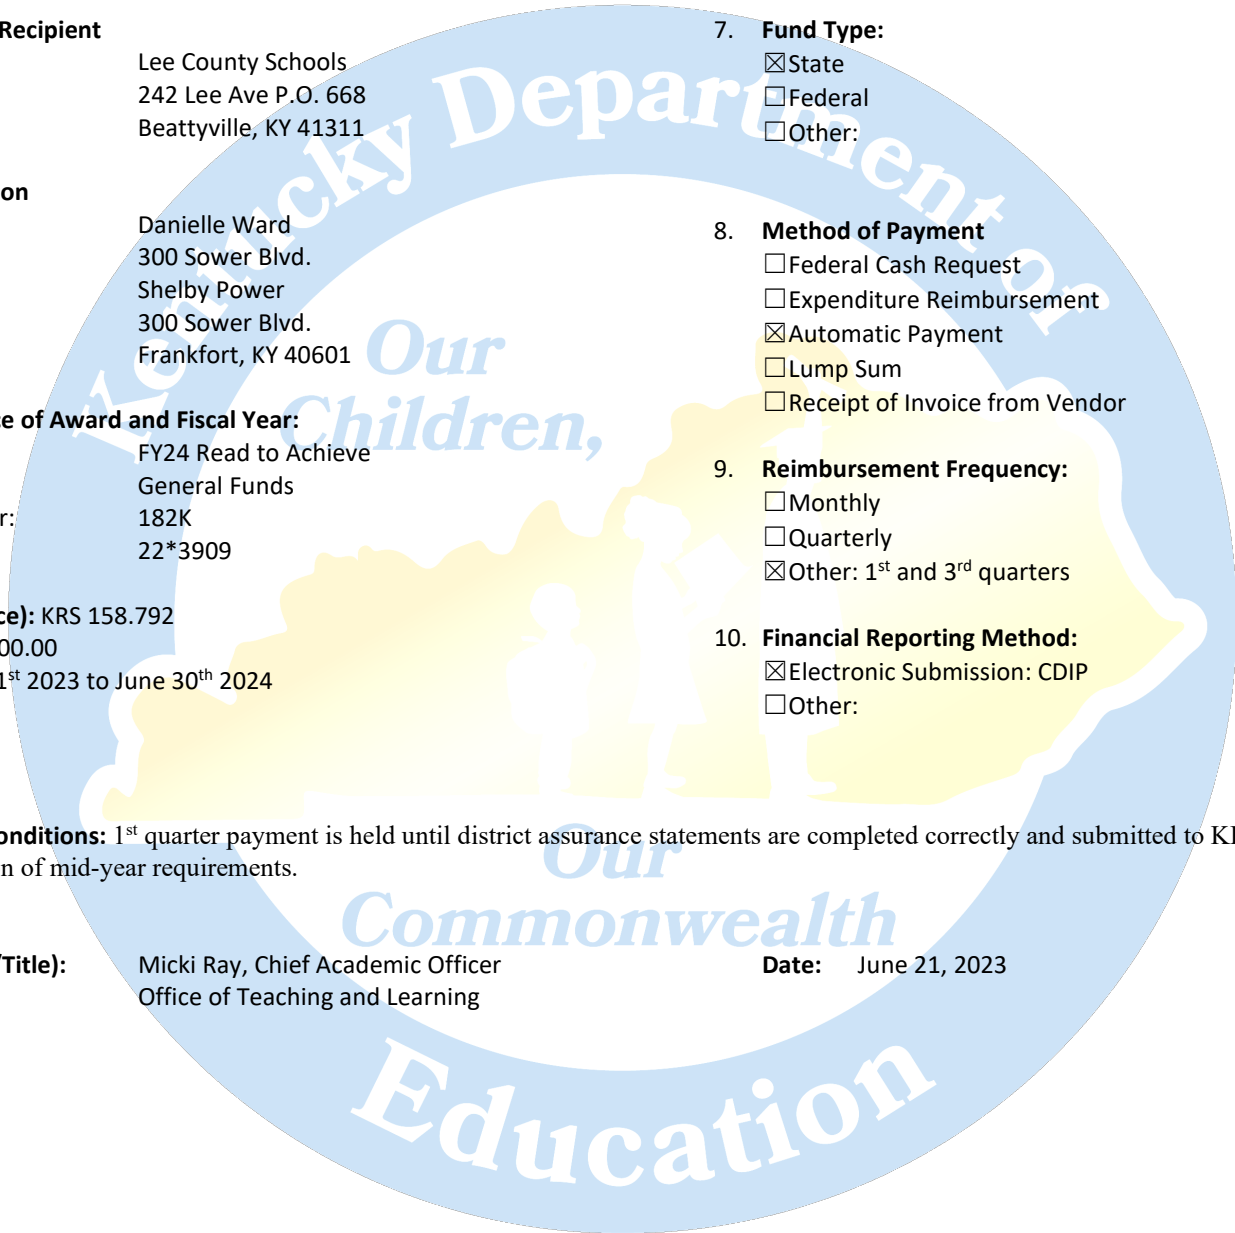 Recipient
Lee County Schools
242 Lee Ave P.O. 668
Beattyville, KY 41311
on
Danielle Ward
300 Sower Blvd.
Shelby Power
300 Sower Blvd.
Frankfort, KY 40601
e of Award and Fiscal Year:
FY24 Read to Achieve
General Funds
r: 182K
22*3909
ce): KRS 158.792
00.00
1st 2023 to June 30th 2024
7. Fund Type:
☒State
☐Federal
☐Other:
8. Method of Payment
☐Federal Cash Request
☐Expenditure Reimbursement
☒Automatic Payment
☐Lump Sum
☐Receipt of Invoice from Vendor
9. Reimbursement Frequency:
☐Monthly
☐Quarterly
☒Other: 1st and 3rd quarters
10. Financial Reporting Method:
☒Electronic Submission: CDIP
☐Other:
onditions: 1st quarter payment is held until district assurance statements are completed correctly and submitted to K
n of mid-year requirements.
/Title): Micki Ray, Chief Academic Officer
Office of Teaching and Learning
Date: June 21, 2023
Kentucky Department of
Education
Our
Children,
Our
Commonwealth